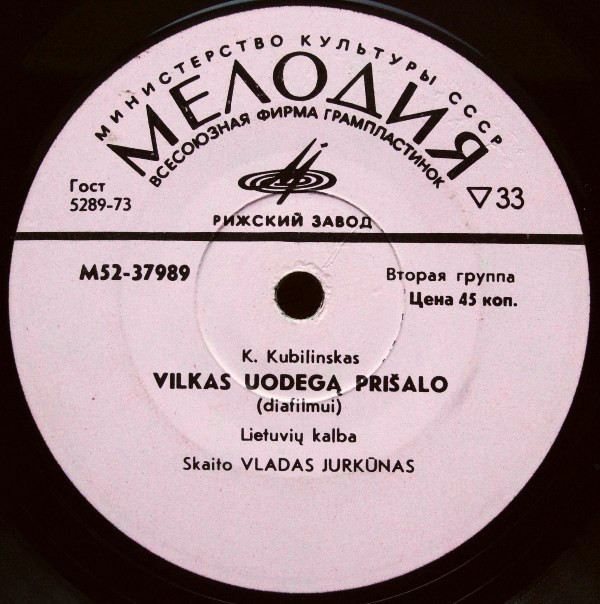 МИНИСТЕРСТВО КУЛЬТУРЫ СССР
МЕЛОДИЯ
ВСЕСОЮЗНАЯ ФИРМА ГРАМПЛАСТИНОК
Гост
5289-73
33
РИЖСКИЙ ЗАВОД
М52-37989
Вторая группа
Цена 45 коп.
K. Kubilinskas
VILKAS UODEGĄ PRIŠALO
(diafilmui)
Lietuvių kalba
Skaito VLADAS JURKŪNAS